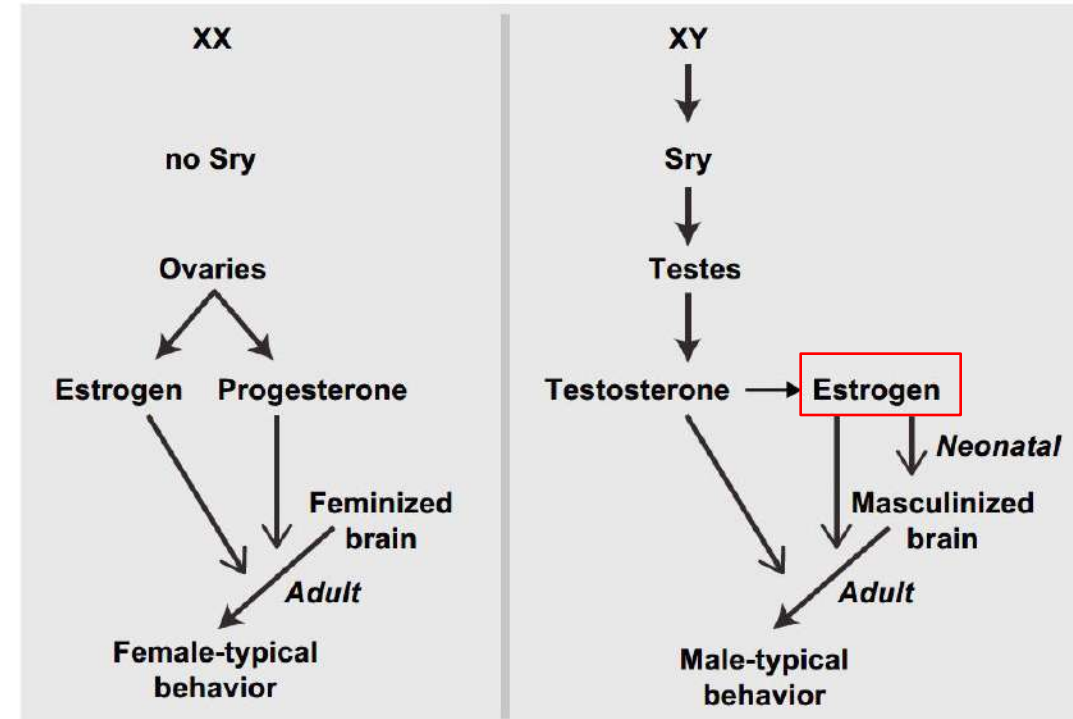 XX
no Sry
Ovaries
Estrogen Progesterone
Feminized
brain
Adult
Female-typical
behavior
XY
Sry
Testes
Testosterone Estrogen
Neonatal
Masculinized
brain
Adult
Male-typical
behavior